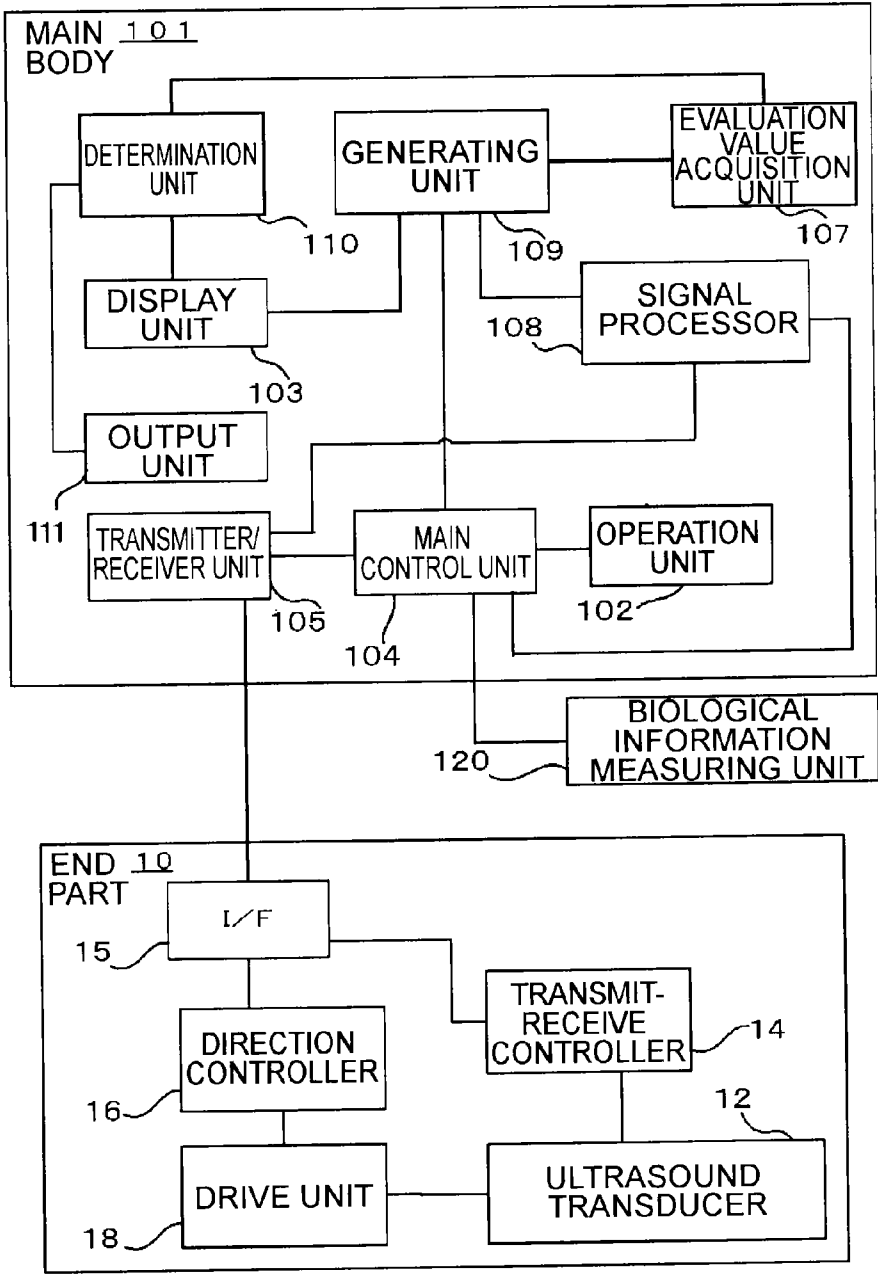 MAIN 101
BODY
DETERMINATION
UNIT
110
GENERATING
UNIT
109
EVALUATION
VALUE
ACQUISITION
UNIT
107
DISPLAY
UNIT
103
SIGNAL
PROCESSOR
108
OUTPUT
UNIT
111
TRANSMITTER/
RECEIVER UNIT
105
MAIN
CONTROL UNIT
104
OPERATION
UNIT
102
BIOLOGICAL
INFORMATION
MEASURING UNIT
120
END 10
PART
I/F
15
TRANSMIT-
RECEIVE
CONTROLLER
14
DIRECTION
CONTROLLER
16
12
DRIVE UNIT
18
ULTRASOUND
TRANSDUCER